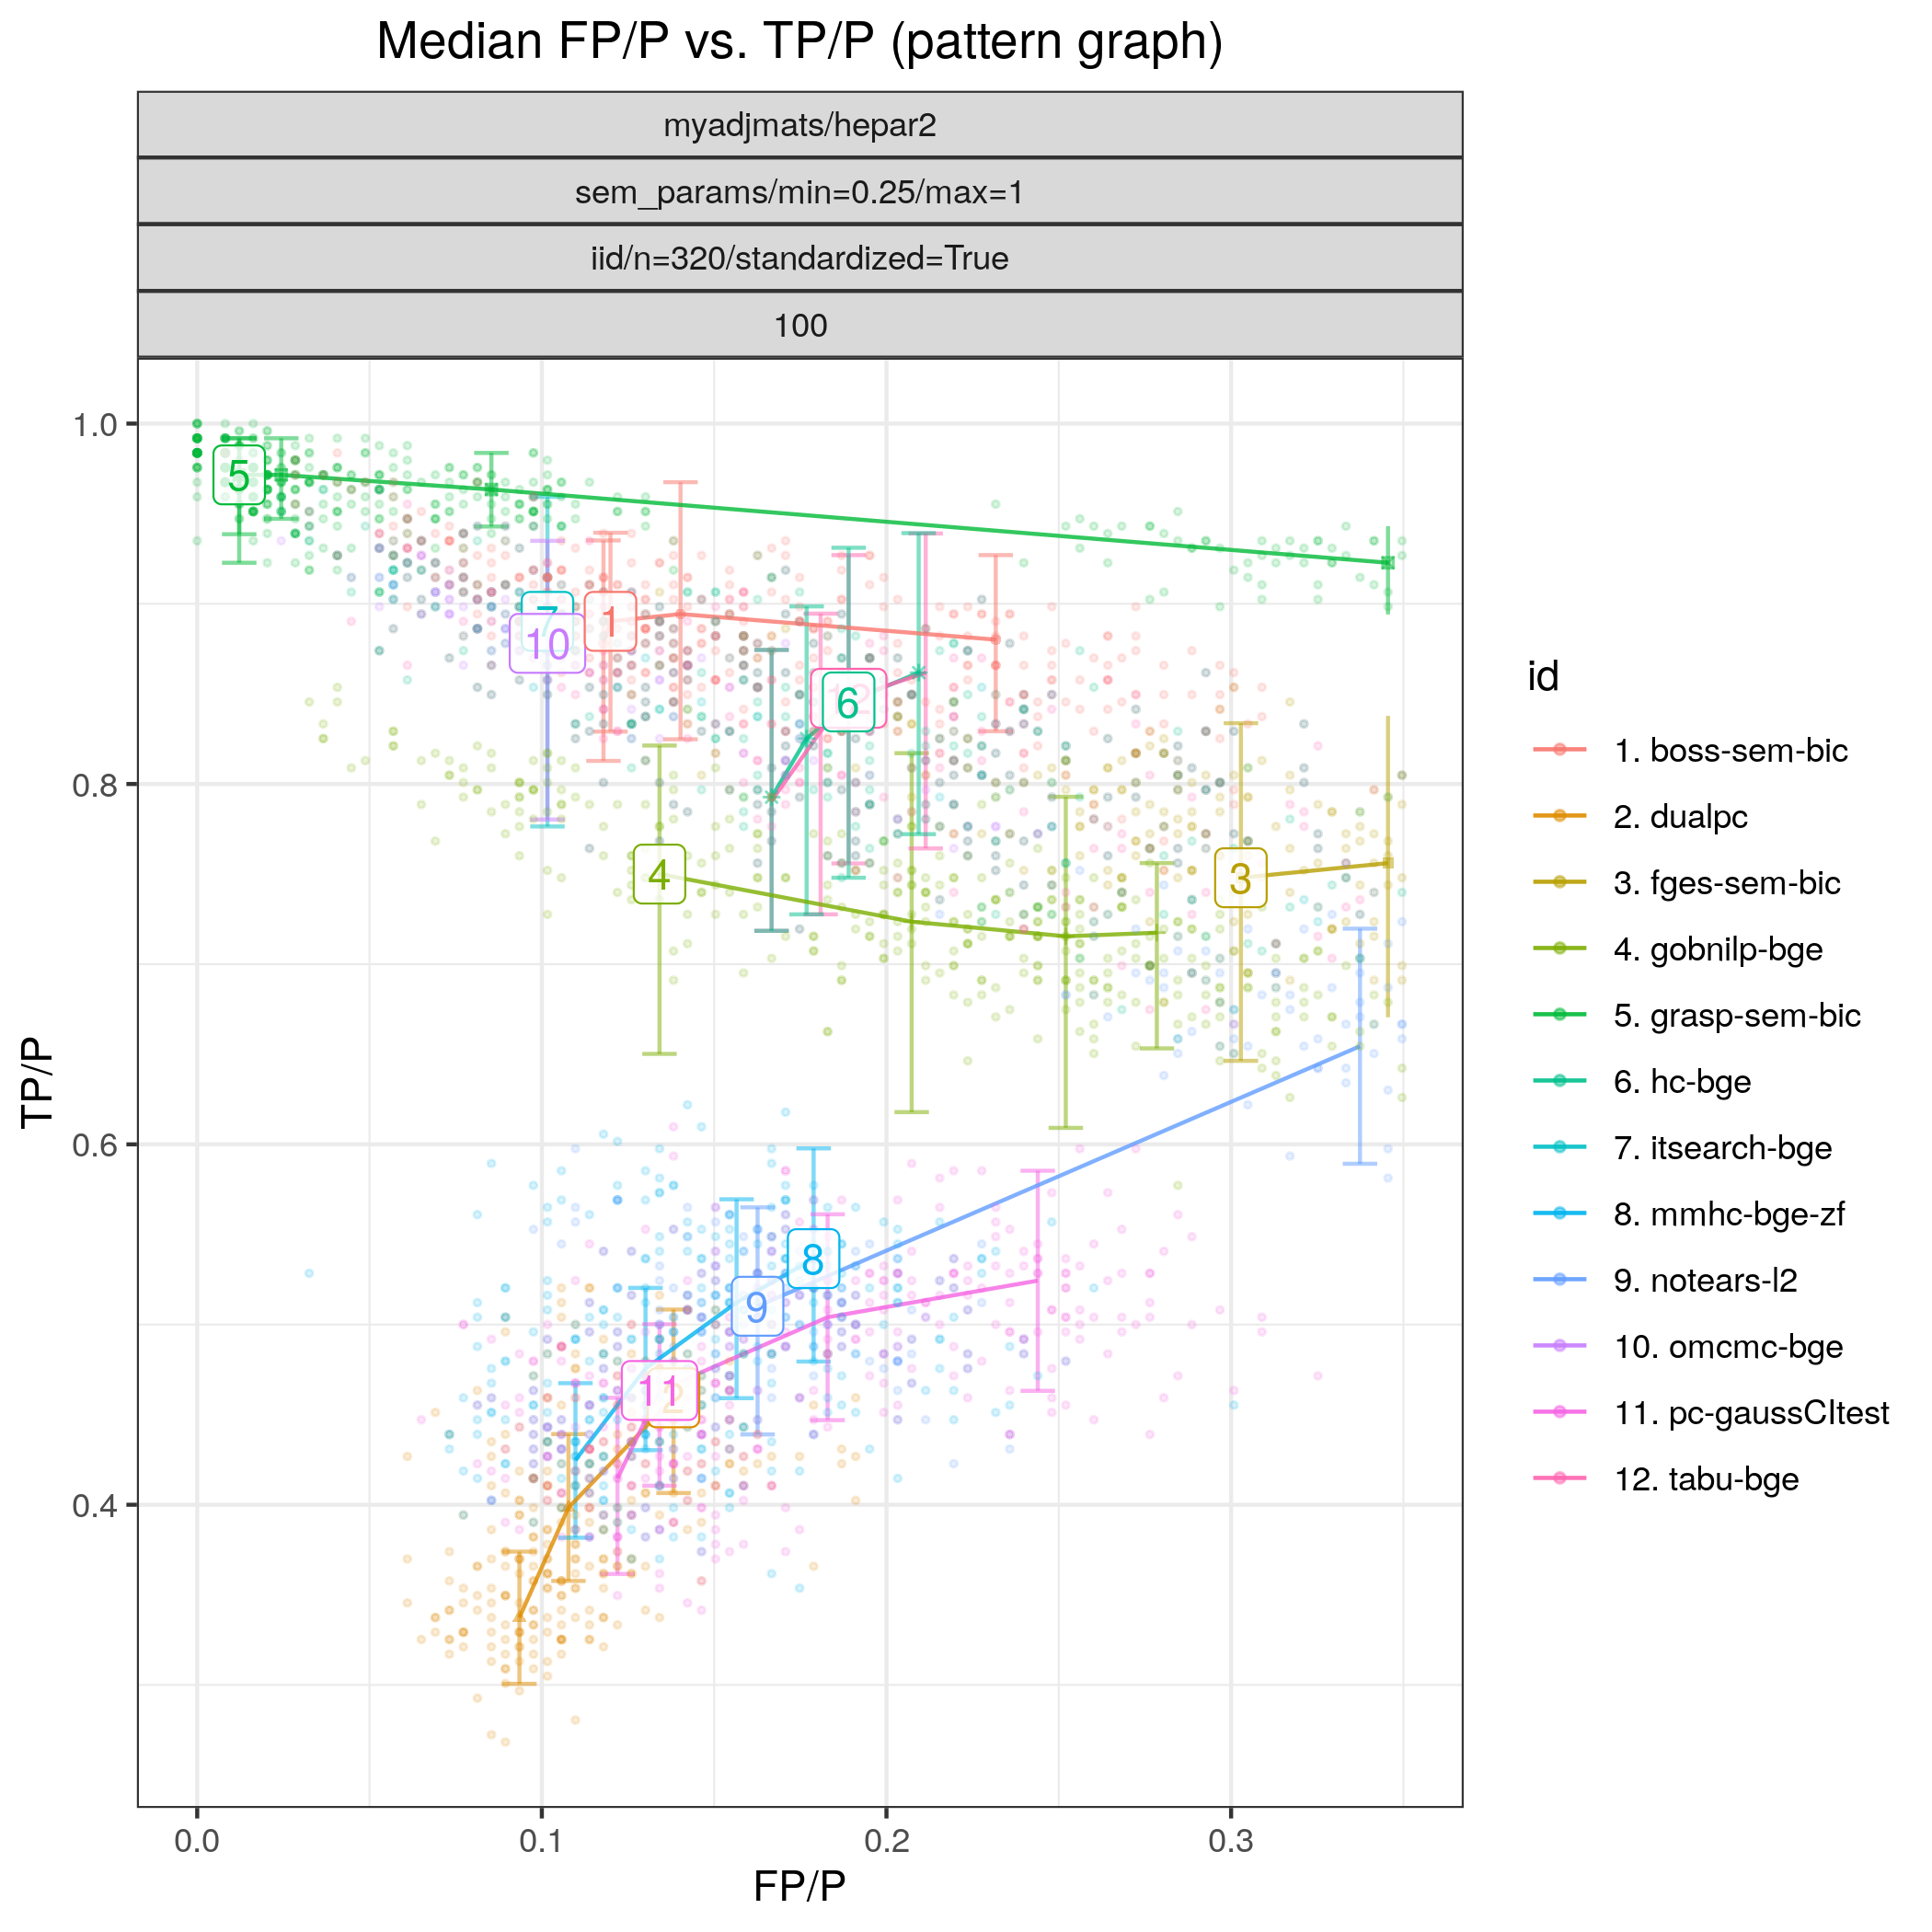 Median FP/P vs. TP/P (pattern graph)
myadjmats/hepar2
sem_params/min=0.25/max=1
iid/n=320/standardized=True
100
TP/P
1.0
0.8
0.6
0.4
5
7
10
1
6
4
3
8
9
11
2
0.0
0.1
0.2
0.3
FP/P
id
1. boss-sem-bic
2. dualpc
3. fges-sem-bic
4. gobnilp-bge
5. grasp-sem-bic
6. hc-bge
7. itsearch-bge
8. mmhc-bge-zf
9. notears-l2
10. omcmc-bge
11. pc-gaussCItest
12. tabu-bge